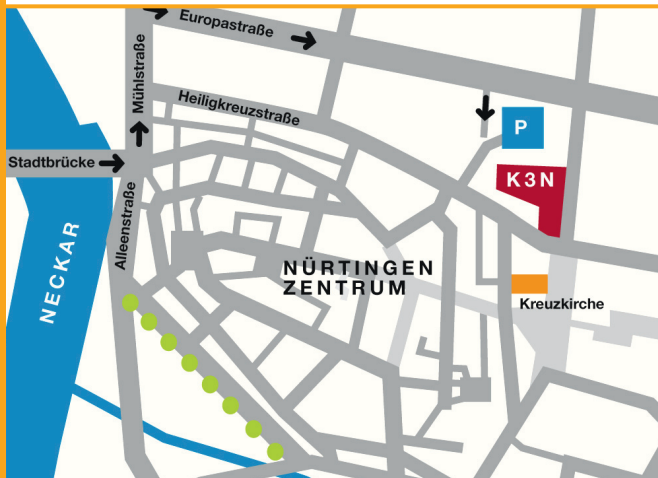 Europastraße
Mühlstraße
Heiligkreuzstraße
P
Stadtbrücke
K3N
Alleenstraße
NECKAR
NÜRTINGEN
ZENTRUM
Kreuzkirche